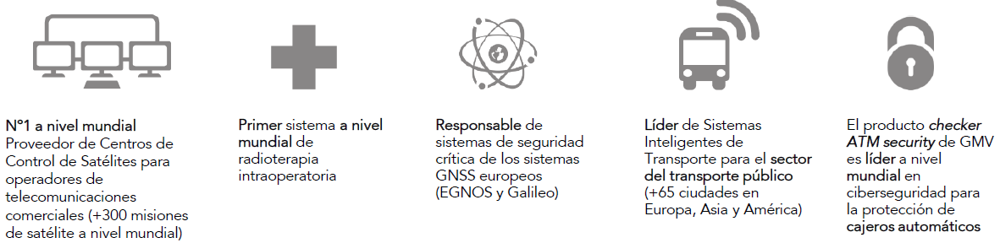 Nº1 a nivel mundial
Proveedor de Centros de
Control de Satélites para
operadores de
telecomunicaciones
comerciales (+300 misiones
de satélite a nivel mundial)
Primer sistema a nivel
mundial de
radioterapia
intraoperatoria
Responsable de
sistemas de seguridad
crítica de los sistemas
GNSS europeos
(EGNOS y Galileo)
Líder de Sistemas
Inteligentes de
Transporte para el sector
del transporte público
(+65 ciudades en
Europa, Asia y América)
El producto checker
ATM security de GMV
es líder a nivel
mundial en
ciberseguridad para
la protección de
cajeros automáticos